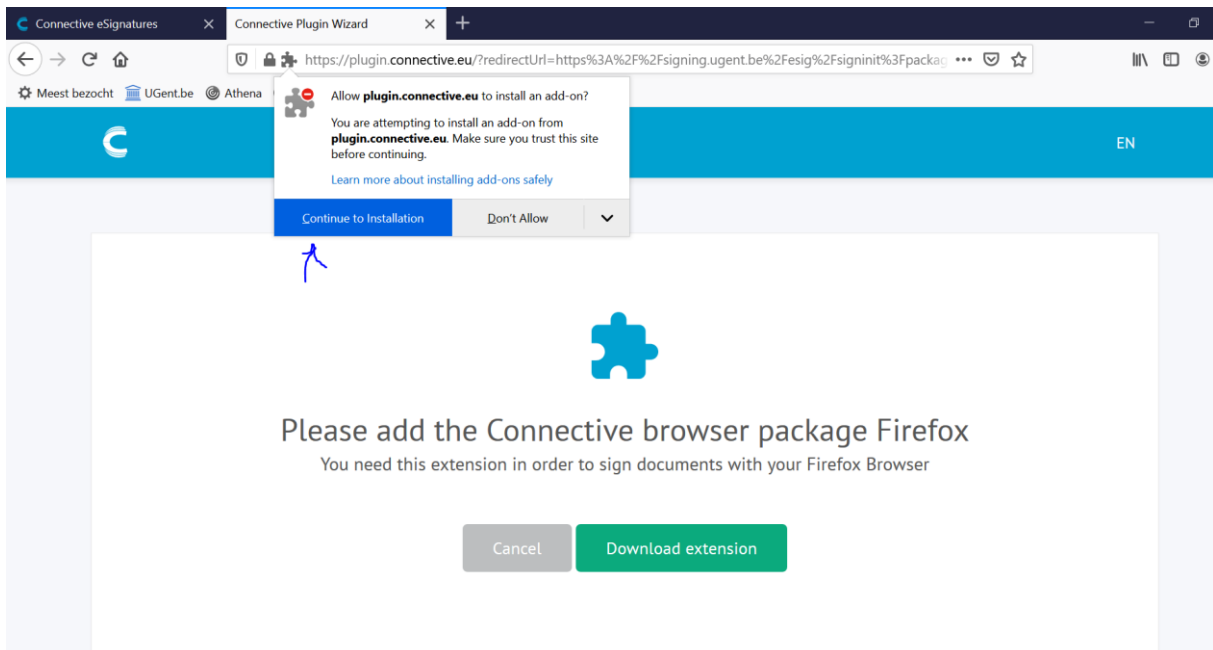 Connective eSignatures
Connective Plugin Wizard
https://plugin.connective.eu/?redirectUrl=https%3A%2F%2Fsigning.ugent.be%2Fesig%2Fsigninit%3Fpackag
Meest bezocht UGent.be Athena
Allow plugin.connective.eu to install an add-on?
You are attempting to install an add-on from
plugin.connective.eu. Make sure you trust this site
before continuing.
Learn more about installing add-ons safely
Continue to Installation Don't Allow
EN
Please add the Connective browser package Firefox
You need this extension in order to sign documents with your Firefox Browser
Cancel Download extension